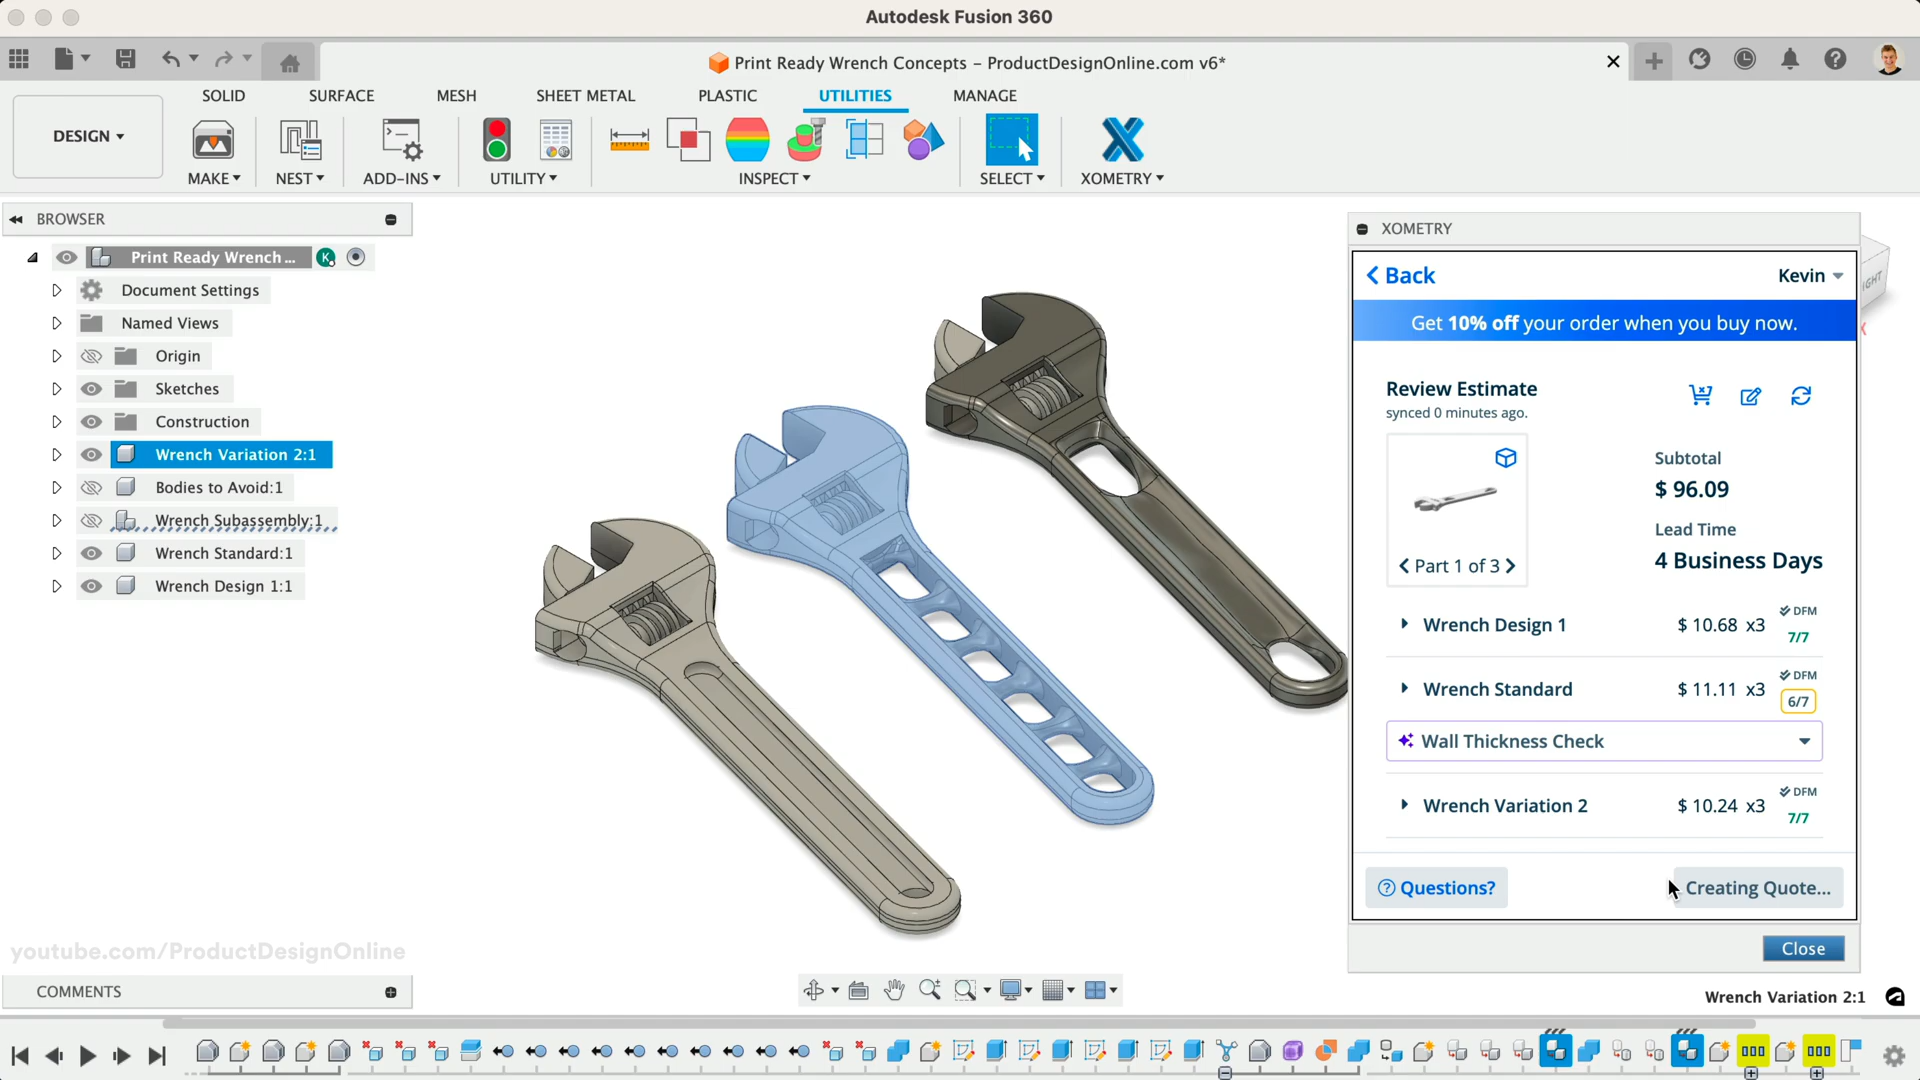 Autodesk Fusion 360
Print Ready Wrench Concepts – ProductDesignOnline.com v6*
SOLID SURFACE MESH SHEET METAL PLASTIC UTILITIES MANAGE
DESIGN
MAKE NEST ADD-INS UTILITY INSPECT SELECT XOMETRY
BROWSER
Print Ready Wrench ... K
Document Settings
Named Views
Origin
Sketches
Construction
Wrench Variation 2:1
Bodies to Avoid:1
Wrench Subassembly:1
Wrench Standard:1
Wrench Design 1:1
XOMETRY
Back
Kevin
IGHT
X
Get 10% off your order when you buy now.
Review Estimate
synced 0 minutes ago.
Subtotal
$ 96.09
Lead Time
4 Business Days
Part 1 of 3
Wrench Design 1 $ 10.68 x3 DFM
7/7
Wrench Standard $ 11.11 x3 DFM
6/7
Wall Thickness Check
Wrench Variation 2 $ 10.24 x3 DFM
7/7
Questions?
Creating Quote...
Close
youtube.com/ProductDesignOnline
COMMENTS
Wrench Variation 2:1